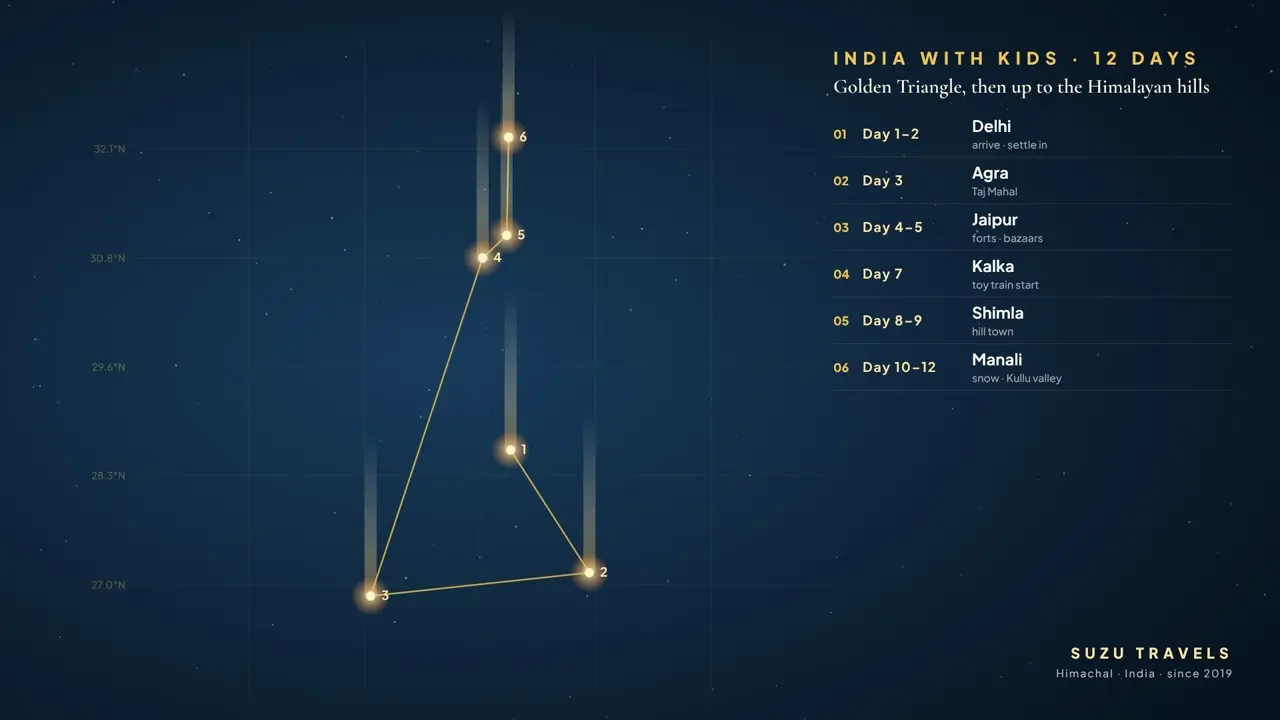 INDIA WITH KIDS · 12 DAYS
Golden Triangle, then up to the Himalayan hills
01 Day 1–2 Delhi
arrive · settle in
02 Day 3 Agra
Taj Mahal
03 Day 4–5 Jaipur
forts · bazaars
04 Day 7 Kalka
toy train start
05 Day 8–9 Shimla
hill town
06 Day 10–12 Manali
snow · Kullu valley
6
32.1°N
5
4
30.8°N
29.6°N
1
28.3°N
2
27.0°N
3
SUZU TRAVELS
Himachal · India · since 2019